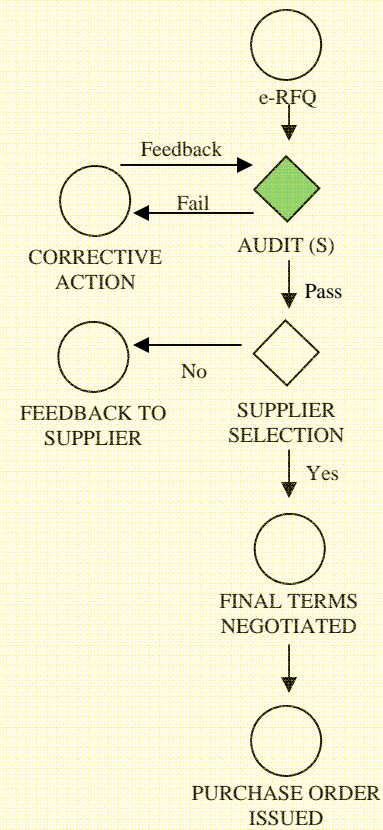 e-RFQ
Feedback
Fail
CORRECTIVE
ACTION
AUDIT (S)
Pass
No
FEEDBACK TO
SUPPLIER
SUPPLIER
SELECTION
Yes
FINAL TERMS
NEGOTIATED
PURCHASE ORDER
ISSUED